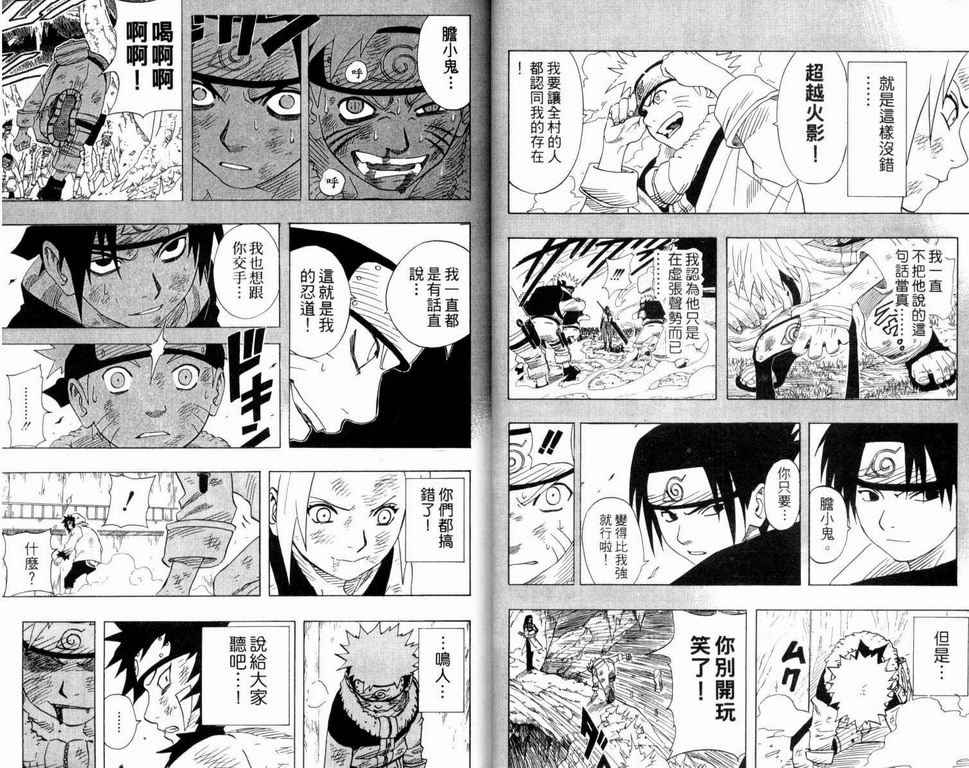 就是這樣沒錯
……
超越火影！
我要讓全村的人
都認同我的存在
！
我一直
不把他說的這
句話當真……。
我認為他只是
在虛張聲勢而已
膽小鬼。
你只要…
變得比我強
就行啦！
!!
但是…
ム
你別開玩
笑了！
膽小鬼…
呼
呼
喝啊啊
啊啊！
我一直都
是有話直
說…
這就是我
的忍道！
我也想跟
你交手…
ドキン
……
你們都搞
錯了！
！
什麼？
…鳴人…
說給大家
聽吧…！
……